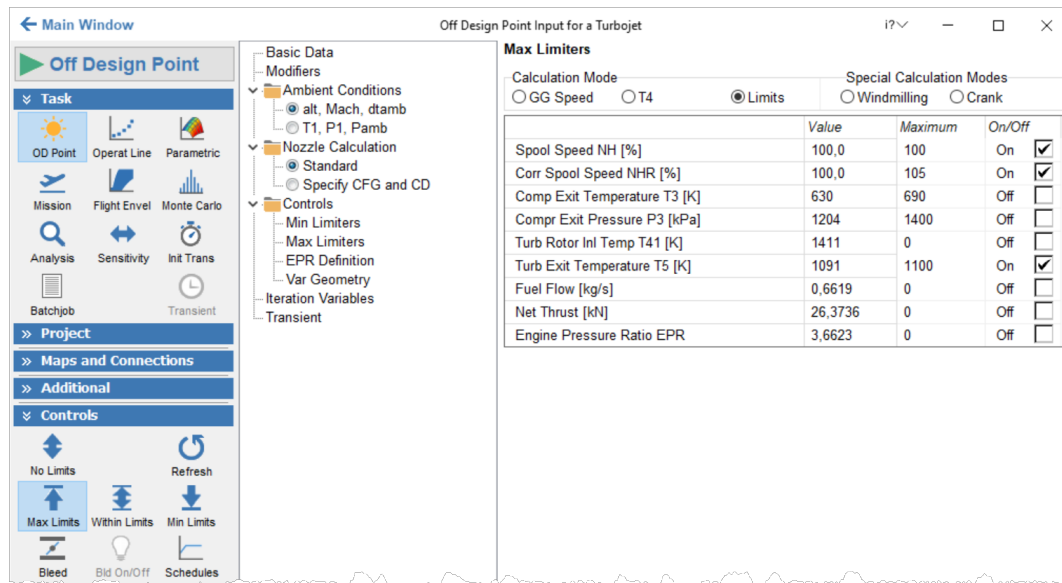 Main Window
Off Design Point Input for a Turbojet
i?
Off Design Point
Task
OD Point Operat Line Parametric
Mission Flight Envel Monte Carlo
Analysis Sensitivity Init Trans
Batchjob Transient
Project
Maps and Connections
Additional
Controls
No Limits Refresh
Max Limits Within Limits Min Limits
Bleed Bld On/Off Schedules
Basic Data
Modifiers
Ambient Conditions
alt, Mach, dtamb
T1, P1, Pamb
Nozzle Calculation
Standard
Specify CFG and CD
Controls
Min Limiters
Max Limiters
EPR Definition
Var Geometry
Iteration Variables
Transient
Max Limiters
Calculation Mode Special Calculation Modes
GG Speed T4 Limits Windmilling Crank
Value Maximum On/Off
Spool Speed NH [%] 100,0 100 On
Corr Spool Speed NHR [%] 100,0 105 On
Comp Exit Temperature T3 [K] 630 690 Off
Compr Exit Pressure P3 [kPa] 1204 1400 Off
Turb Rotor Inl Temp T41 [K] 1411 0 Off
Turb Exit Temperature T5 [K] 1091 1100 On
Fuel Flow [kg/s] 0,6619 0 Off
Net Thrust [kN] 26,3736 0 Off
Engine Pressure Ratio EPR 3,6623 0 Off